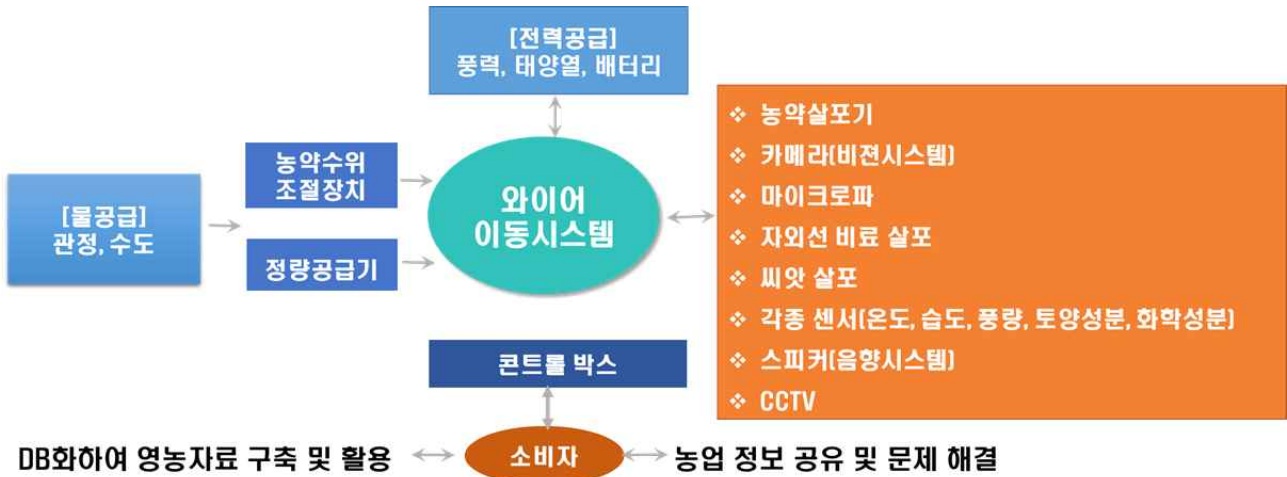 [전력공급]
풍력, 태양열, 배터리
농약수위
조절장치
[물공급]
관정, 수도
정량공급기
와이어
이동시스템
❖ 농약살포기
❖ 카메라(비젼시스템)
❖ 마이크로파
❖ 자외선 비료 살포
❖ 씨앗 살포
❖ 각종 센서(온도, 습도, 풍량, 토양성분, 화학성분)
❖ 스피커(음향시스템)
❖ CCTV
콘트롤 박스
DB화하여 영농자료 구축 및 활용
소비자
농업 정보 공유 및 문제 해결